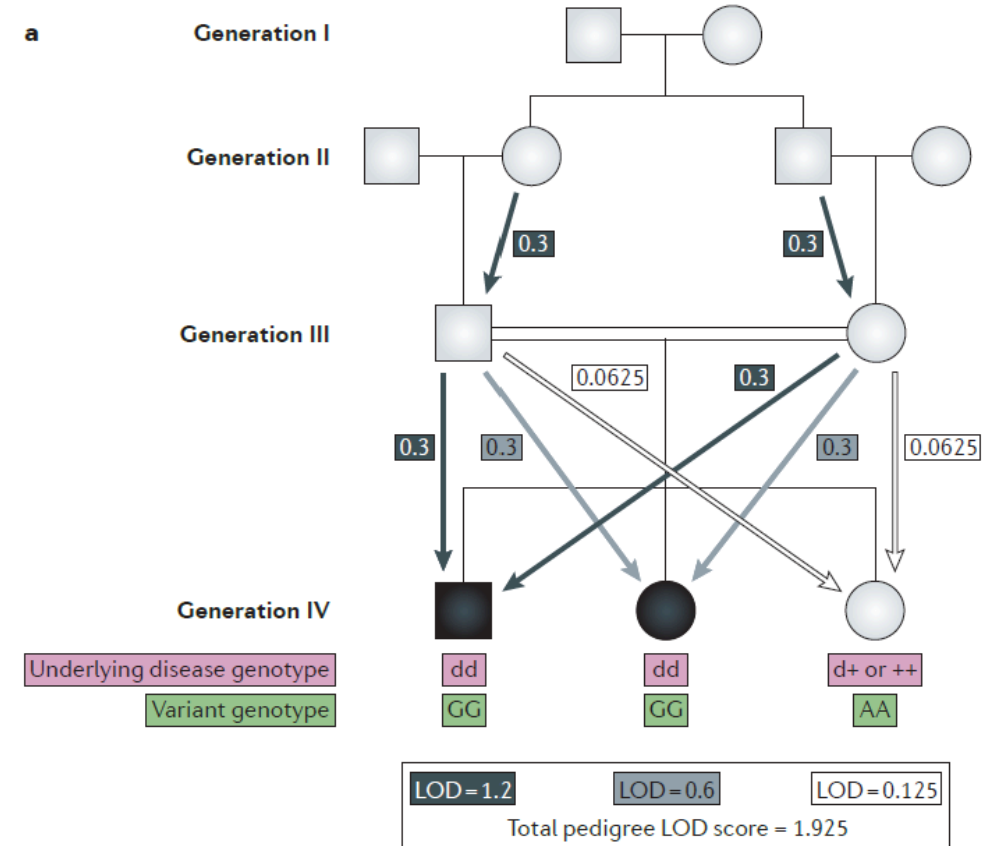 a
Generation I
Generation II
0.3
0.3
Generation III
0.0625
0.3
0.3
0.3
0.3
0.0625
Generation IV
Underlying disease genotype dd dd d+ or ++
Variant genotype GG GG AA
LOD = 1.2 LOD = 0.6 LOD = 0.125
Total pedigree LOD score = 1.925